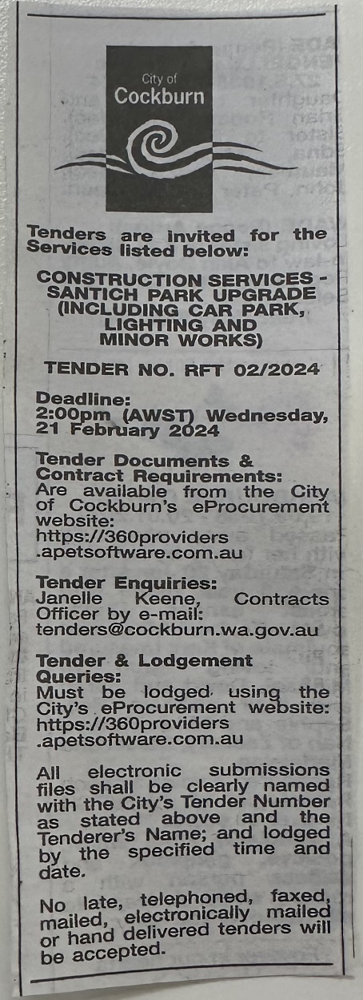 City of
Cockburn
Tenders are invited for the
Services listed below:
CONSTRUCTION SERVICES -
SANTICH PARK UPGRADE
(INCLUDING CAR PARK,
LIGHTING AND
MINOR WORKS)
TENDER NO. RFT 02/2024
Deadline:
2:00pm (AWST) Wednesday,
21 February 2024
Tender Documents &
Contract Requirements:
Are available from the City
of Cockburn's eProcurement
website:
https://360providers
.apetsoftware.com.au
Tender Enquiries:
Janelle Keene, Contracts
Officer by e-mail:
tenders@cockburn.wa.gov.au
Tender & Lodgement
Queries:
Must be lodged using the
City's eProcurement website:
https://360providers
.apetsoftware.com.au
All electronic submissions
files shall be clearly named
with the City's Tender Number
as stated above and the
Tenderer's Name; and lodged
by the specified time and
date.
No late, telephoned, faxed,
mailed, electronically mailed
or hand delivered tenders will
be accepted.